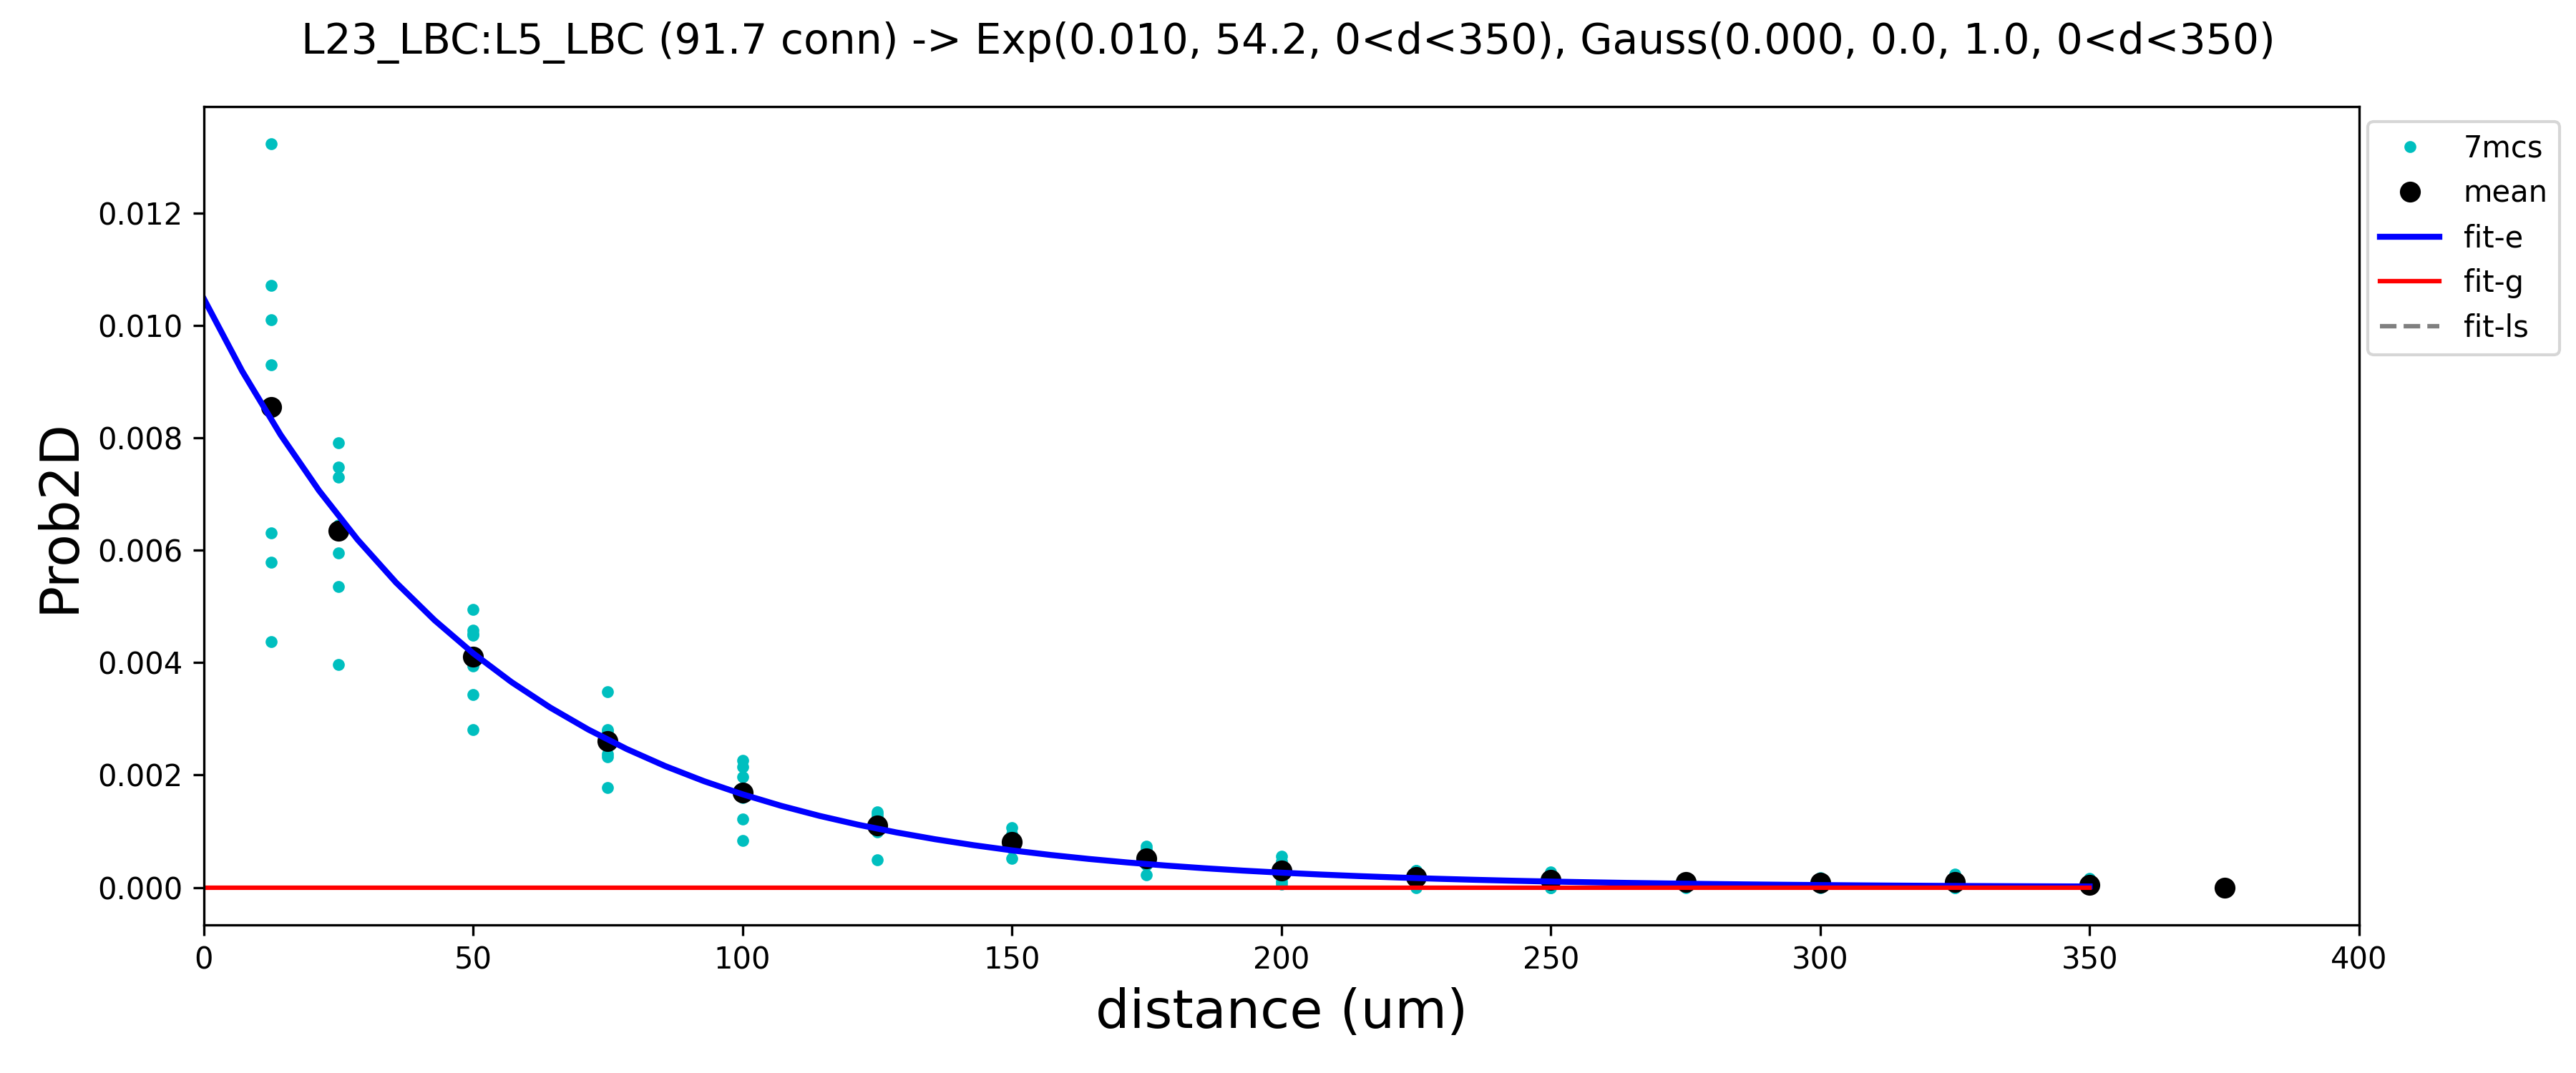 L23_LBC:L5_LBC (91.7 conn) -> Exp(0.010, 54.2, 0<d<350), Gauss(0.000, 0.0, 1.0, 0<d<350)
7mcs
mean
fit-e
fit-g
fit-ls
Prob2D
0.012
0.010
0.008
0.006
0.004
0.002
0.000
0 50 100 150 200 250 300 350 400
distance (um)